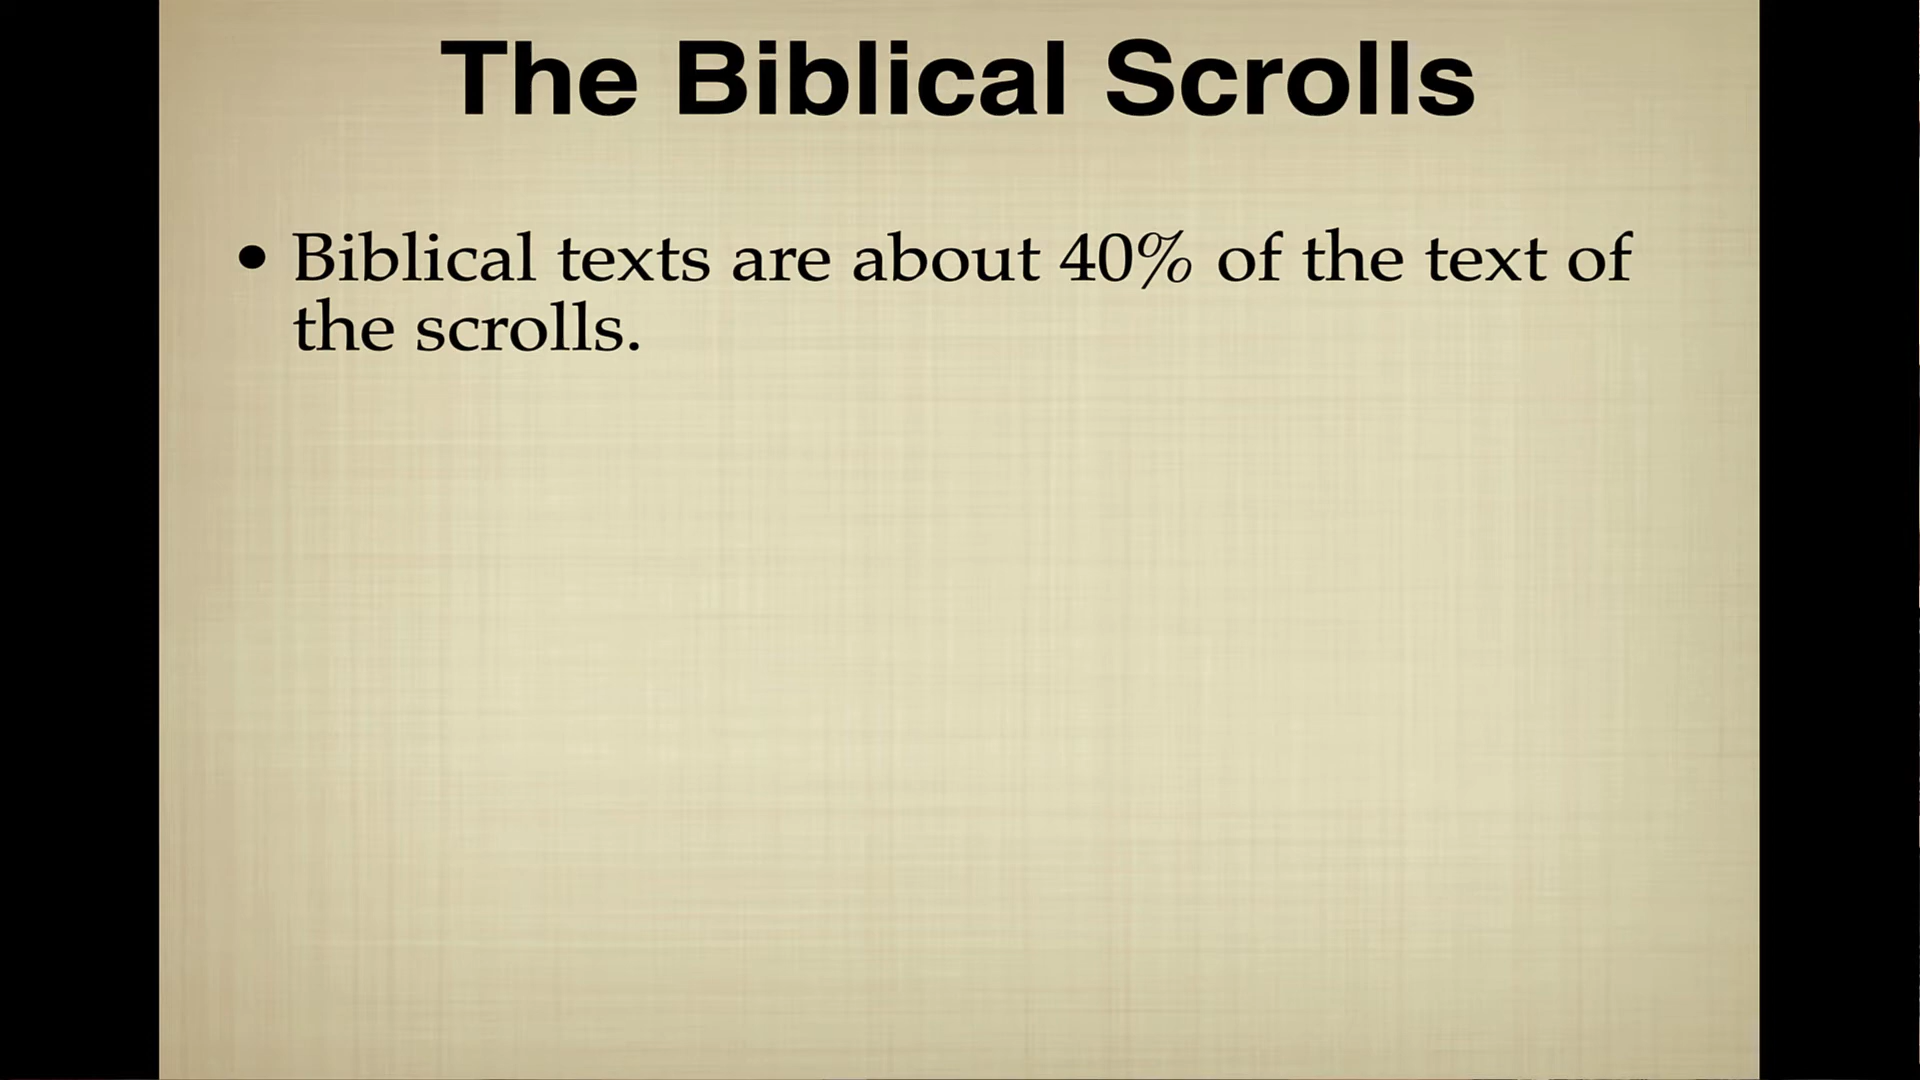 The Biblical Scrolls
• Biblical texts are about 40% of the text of
the scrolls.